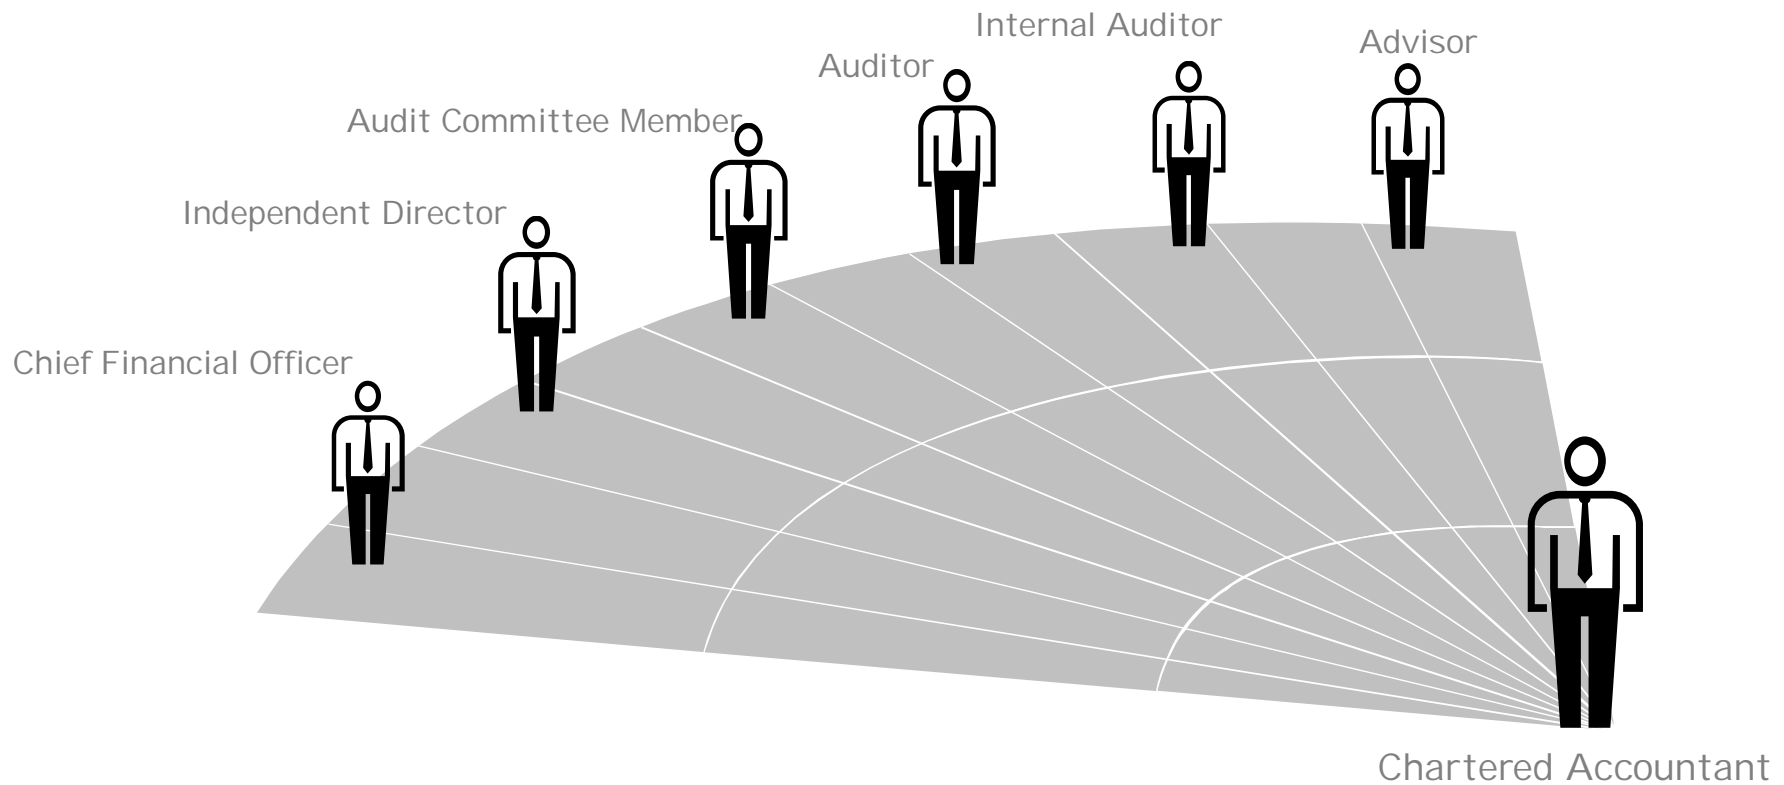 Internal Auditor
Advisor
Auditor
Audit Committee Member
Independent Director
Chief Financial Officer
Chartered Accountant